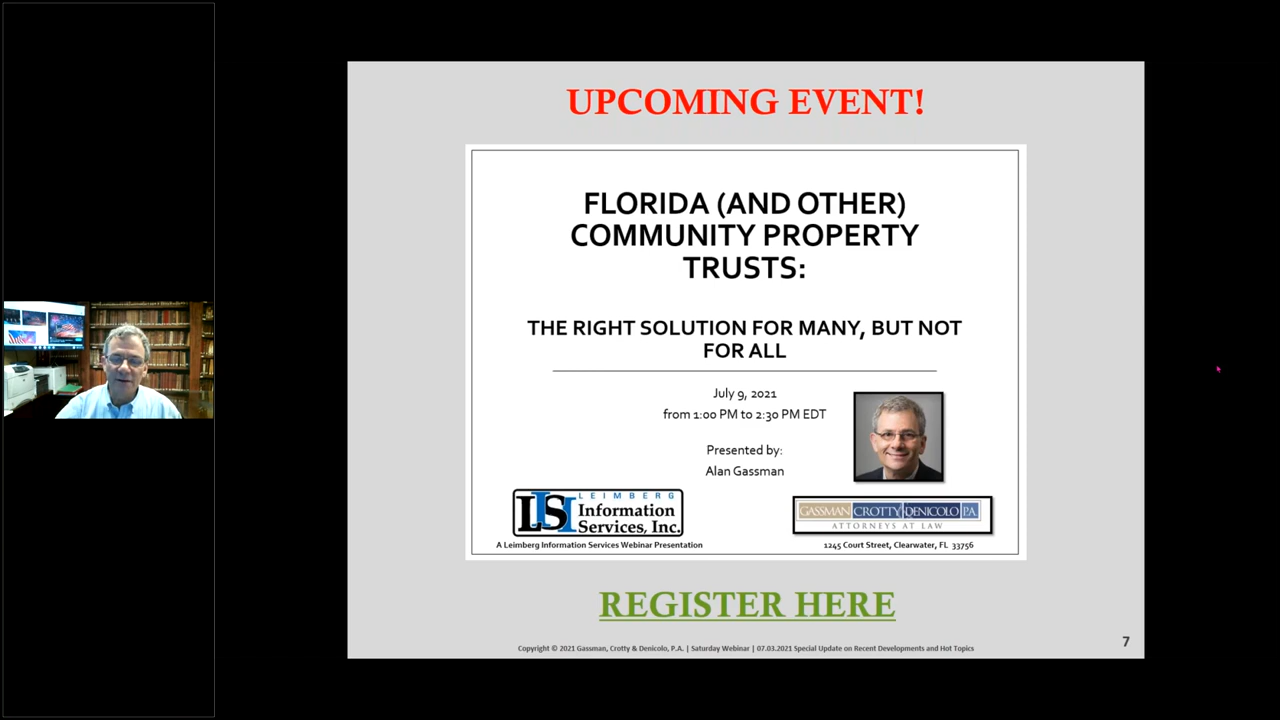 UPCOMING EVENT!
FLORIDA (AND OTHER)
COMMUNITY PROPERTY
TRUSTS:
THE RIGHT SOLUTION FOR MANY, BUT NOT
FOR ALL
July 9, 2021
from 1:00 PM to 2:30 PM EDT
Presented by:
Alan Gassman
LSI LEIMBERG
Information
Services, Inc.
A Leimberg Information Services Webinar Presentation
GASSMAN CROTTY DENICOLO PA
ATTORNEYS AT LAW
1245 Court Street, Clearwater, FL 33756
REGISTER HERE
Copyright © 2021 Gassman, Crotty & Denicolo, P.A. | Saturday Webinar | 07.03.2021 Special Update on Recent Developments and Hot Topics
7